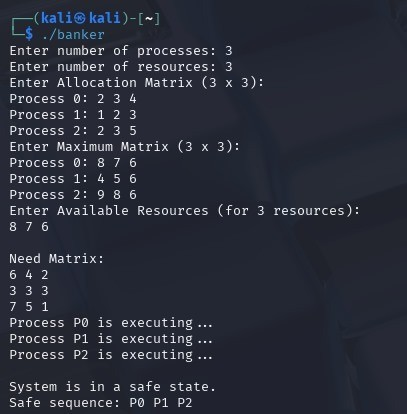 ┌──(kali㉿kali)-[~]
└─$ ./banker
Enter number of processes: 3
Enter number of resources: 3
Enter Allocation Matrix (3 x 3):
Process 0: 2 3 4
Process 1: 1 2 3
Process 2: 2 3 5
Enter Maximum Matrix (3 x 3):
Process 0: 8 7 6
Process 1: 4 5 6
Process 2: 9 8 6
Enter Available Resources (for 3 resources):
8 7 6
Need Matrix:
6 4 2
3 3 3
7 5 1
Process P0 is executing...
Process P1 is executing...
Process P2 is executing...
System is in a safe state.
Safe sequence: P0 P1 P2